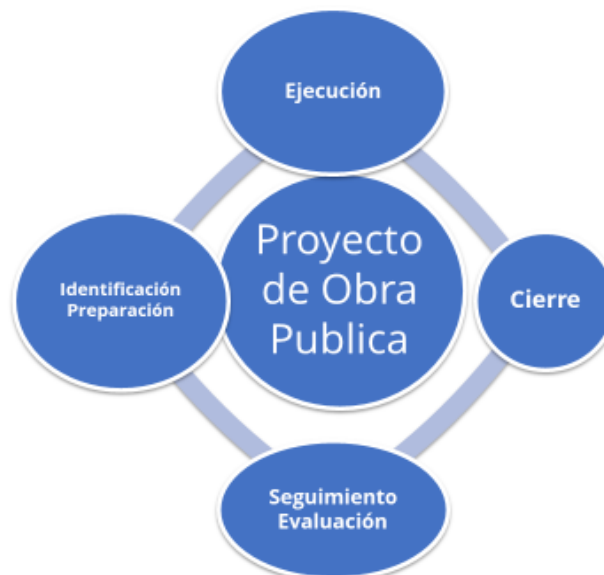 Ejecución
Identificación
Preparación
Proyecto
de Obra
Publica
Cierre
Seguimiento
Evaluación